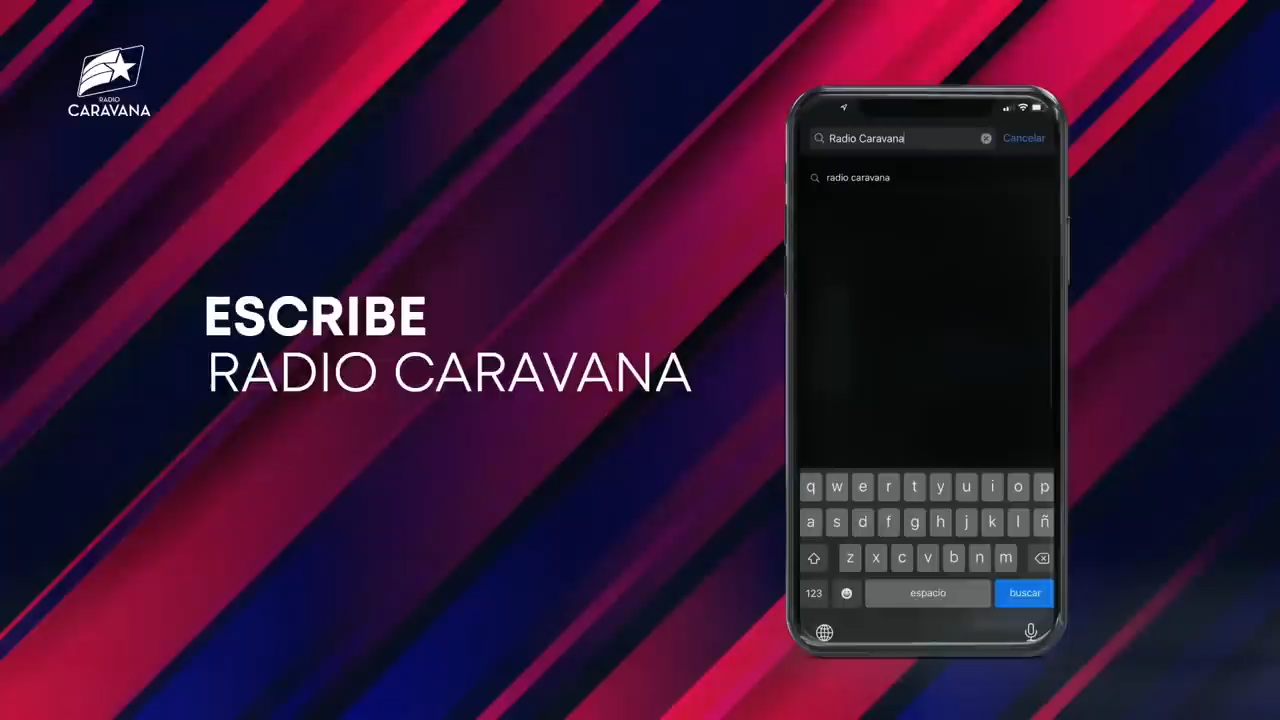 RADIO
CARAVANA
ESCRIBE
RADIO CARAVANA
Radio Caravana
Cancelar
radio caravana
q w e r t y u i o p
a s d f g h j k l ñ
z x c v b n m
123
espacio
buscar